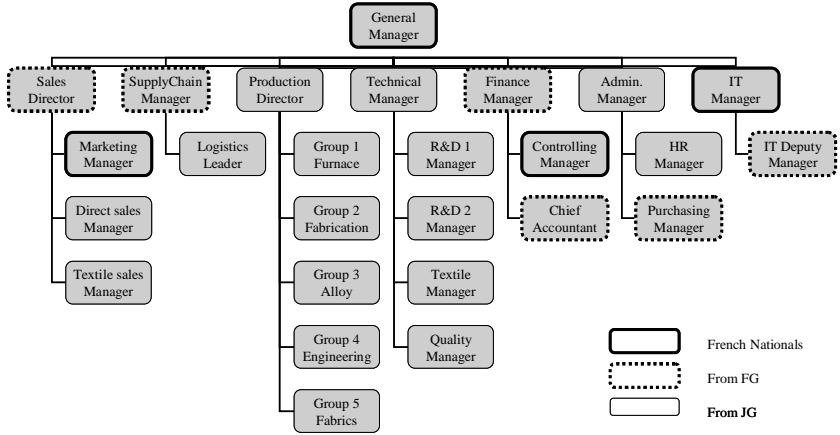 General
Manager
Sales
Director
SupplyChain
Manager
Production
Director
Technical
Manager
Finance
Manager
Admin.
Manager
IT
Manager
Marketing
Manager
Logistics
Leader
Group 1
Furnace
R&D 1
Manager
Controlling
Manager
HR
Manager
IT Deputy
Manager
Direct sales
Manager
Group 2
Fabrication
R&D 2
Manager
Chief
Accountant
Purchasing
Manager
Textile sales
Manager
Group 3
Alloy
Textile
Manager
Group 4
Engineering
Quality
Manager
Group 5
Fabrics
French Nationals
From FG
From JG